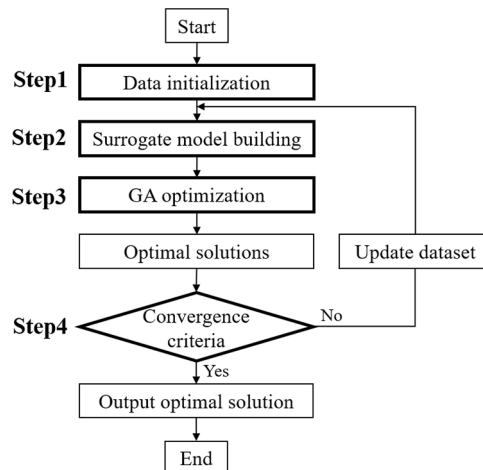 Start
Step1
Data initialization
Step2
Surrogate model building
Step3
GA optimization
Optimal solutions
Update dataset
Step4
Convergence
criteria
No
Yes
Output optimal solution
End